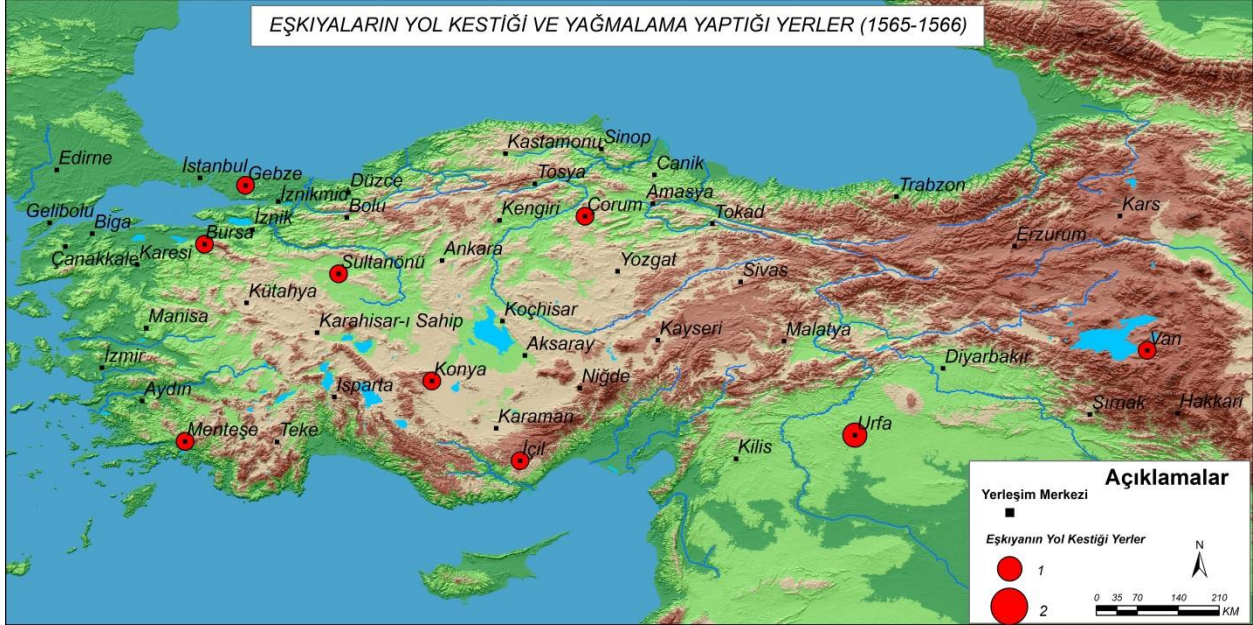 EŞKIYALARIN YOL KESTİĞİ VE YAĞMALAMA YAPTIĞI YERLER (1565-1566)
Edirne
İstanbul
Gebze
İznikmid
Düzce
Kastamonu
Sinop
Tosya
Canik
Trabzon
Kars
Gelibolu
Biga
İznik
Bolu
Kengiri
Çorum
Amasya
Tokad
Erzurum
Çanakkale
Karesi
Bursa
Sultanönü
Ankara
Yozgat
Sivas
Kütahya
Manisa
Karahisar-ı Sahip
Koçhisar
Aksaray
Kayseri
Malatya
Van
İzmir
Aydın
Isparta
Konya
Niğde
Diyarbakır
Şırnak
Hakkari
Menteşe
Teke
Karaman
İçil
Kilis
Urfa
Açıklamalar
Yerleşim Merkezi
Eşkıyanın Yol Kestiği Yerler
1
2
N
0 35 70 140 210
KM